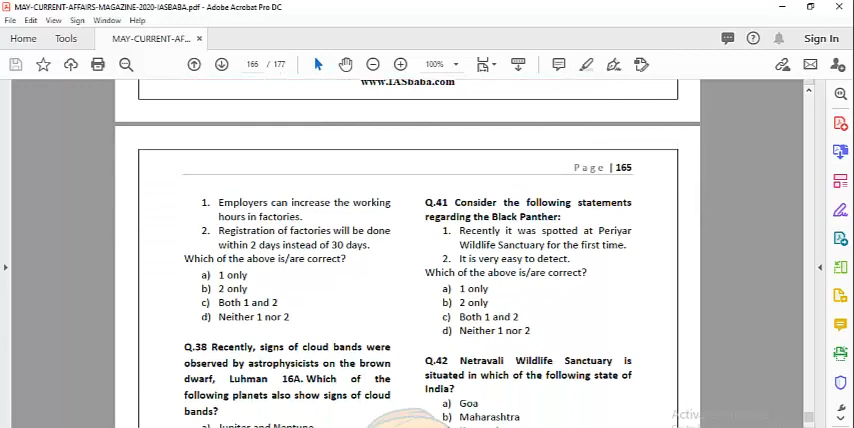 MAY-CURRENT-AFFAIRS-MAGAZINE-2020-IASBABA.pdf - Adobe Acrobat Pro DC
File Edit View Sign Window Help
Home Tools MAY-CURRENT-AF... × Sign In
166 / 177 100%
www.IASbaba.com
Page | 165
1. Employers can increase the working
hours in factories.
2. Registration of factories will be done
within 2 days instead of 30 days.
Which of the above is/are correct?
a) 1 only
b) 2 only
c) Both 1 and 2
d) Neither 1 nor 2
Q.38 Recently, signs of cloud bands were
observed by astrophysicists on the brown
dwarf, Luhman 16A. Which of the
following planets also show signs of cloud
bands?
a) Jupiter and Neptune
Q.41 Consider the following statements
regarding the Black Panther:
1. Recently it was spotted at Periyar
Wildlife Sanctuary for the first time.
2. It is very easy to detect.
Which of the above is/are correct?
a) 1 only
b) 2 only
c) Both 1 and 2
d) Neither 1 nor 2
Q.42 Netravali Wildlife Sanctuary is
situated in which of the following state of
India?
a) Goa
b) Maharashtra